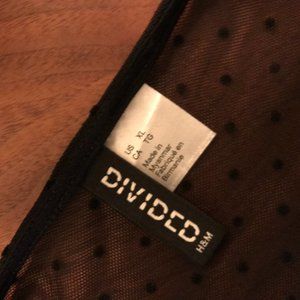 US XL
CA TG
Made in
Myanmar
Fabriqué en
Birmanie
DIVIDED
H&M